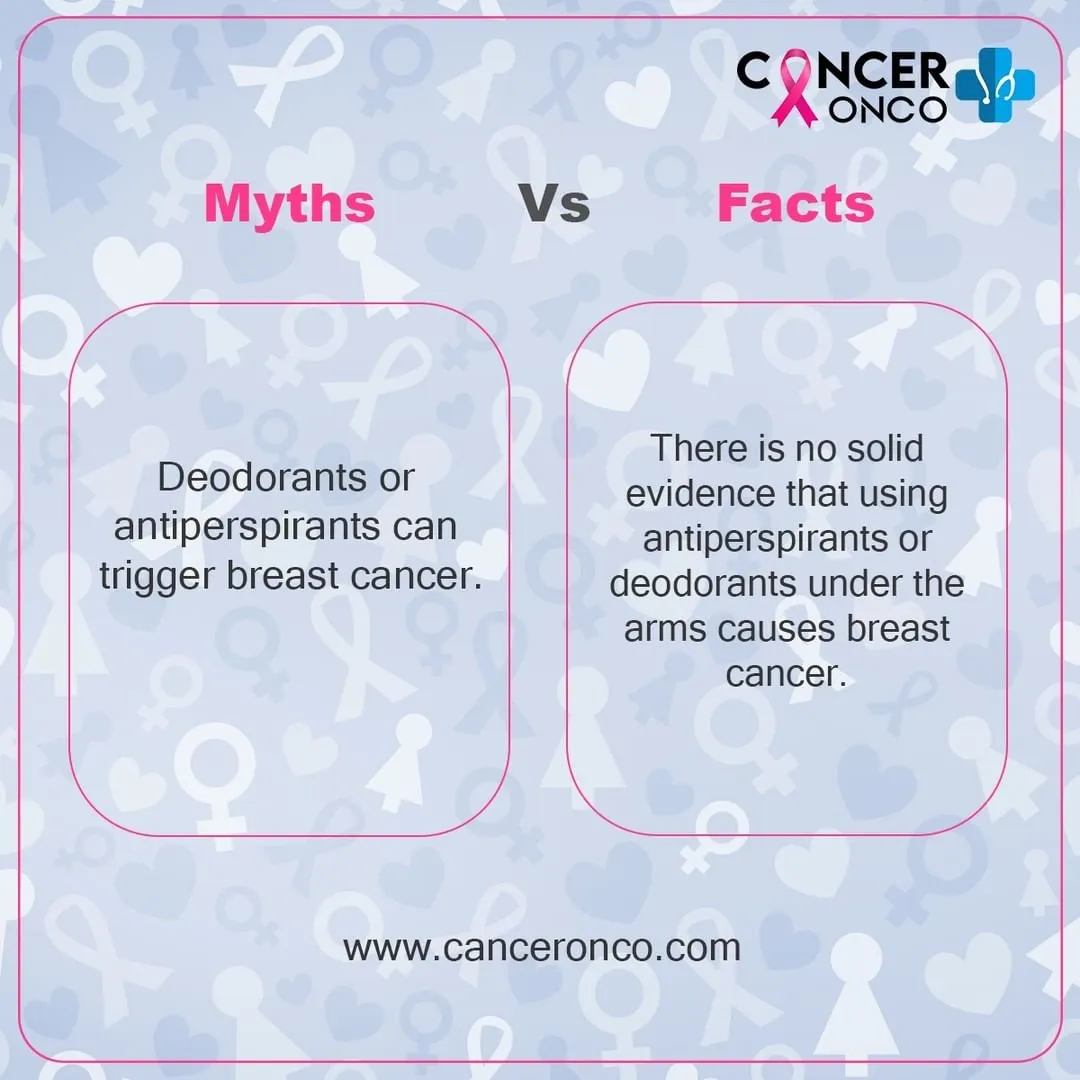 CANCER
ONCO
Myths Vs Facts
Deodorants or
antiperspirants can
trigger breast cancer.
There is no solid
evidence that using
antiperspirants or
deodorants under the
arms causes breast
cancer.
www.canceronco.com